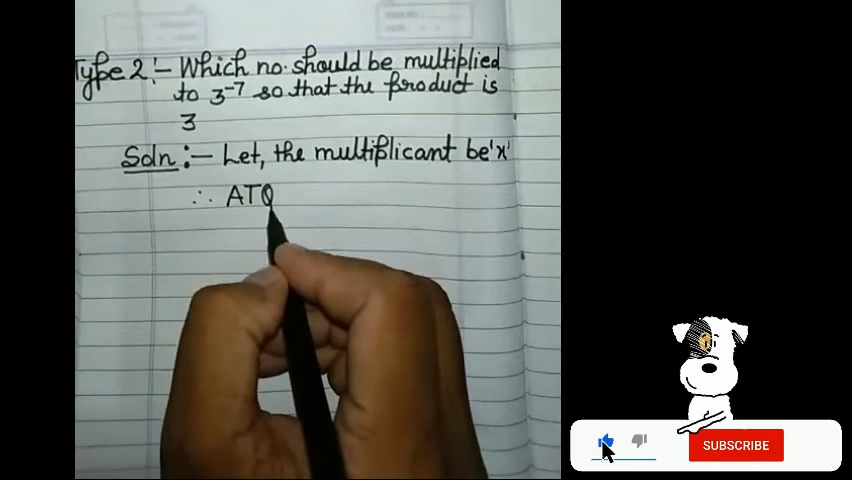 Type 2:- Which no. should be multiplied
to 3⁻⁷ so that the product is
3
Soln :- Let, the multiplicant be 'x'
∴ ATQ
SUBSCRIBE